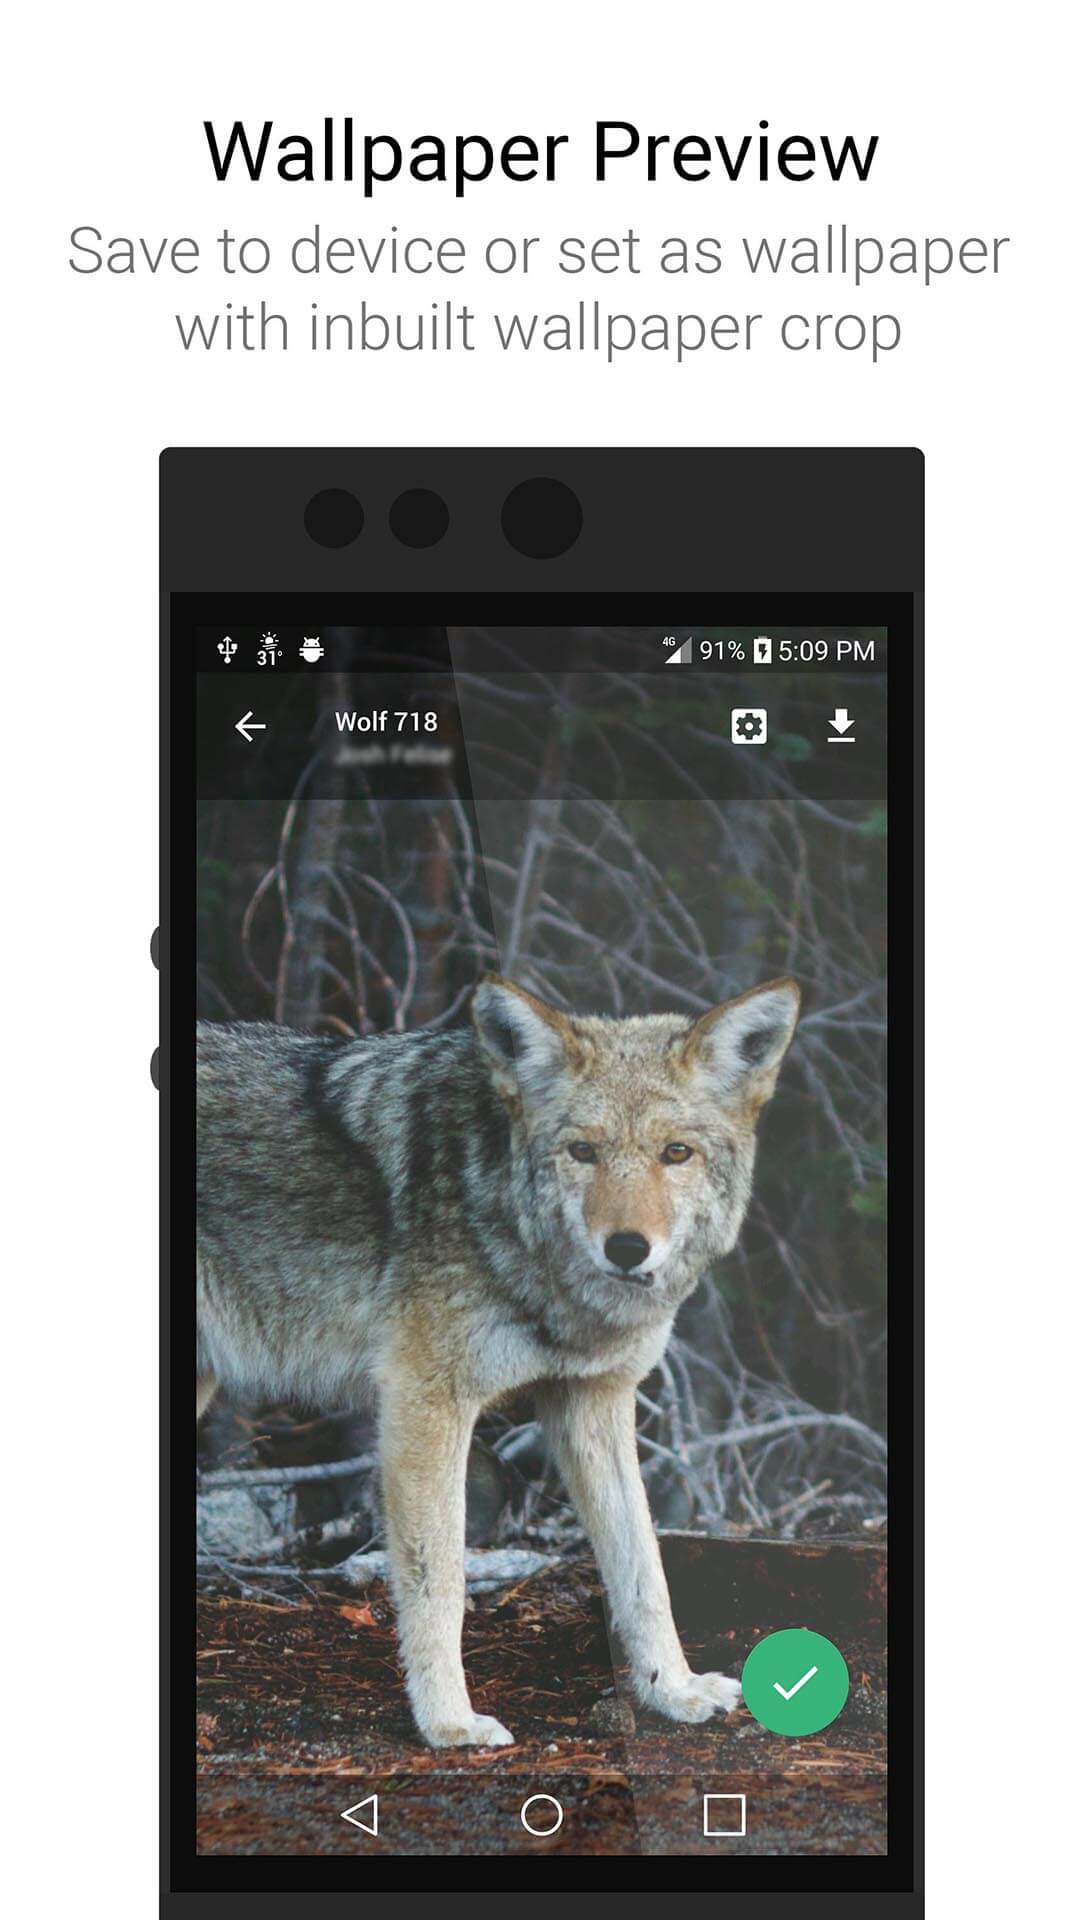 Wallpaper Preview
Save to device or set as wallpaper
with inbuilt wallpaper crop
31° 4G 91% 5:09 PM
Wolf 718